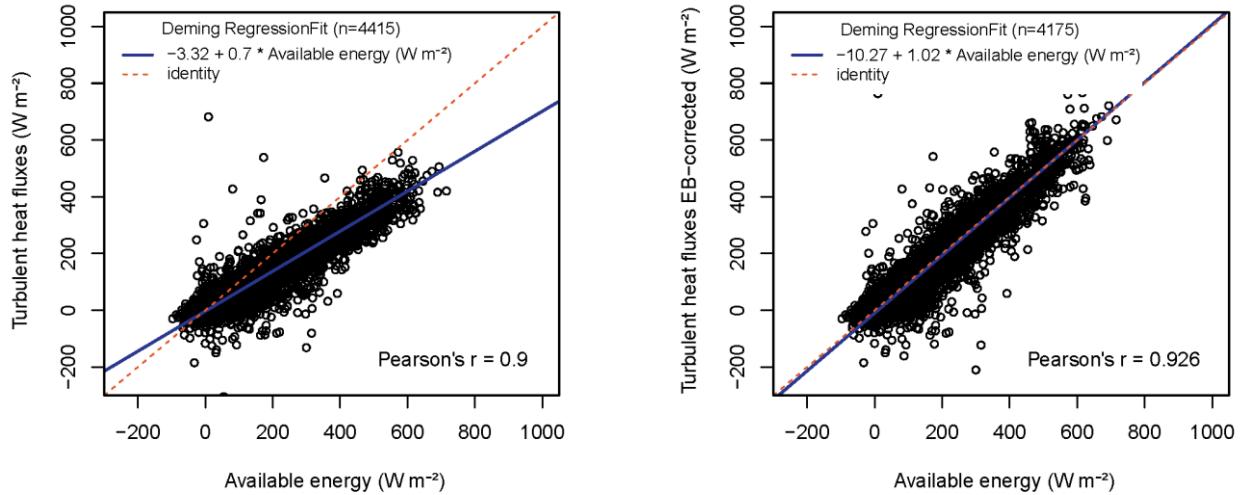 Deming RegressionFit (n=4415)
−3.32 + 0.7 * Available energy (W m⁻²)
identity
Turbulent heat fluxes (W m⁻²)
1000
800
600
400
200
0
−200
Pearson's r = 0.9
−200 0 200 400 600 800 1000
Available energy (W m⁻²)
Deming RegressionFit (n=4175)
−10.27 + 1.02 * Available energy (W m⁻²)
identity
Turbulent heat fluxes EB−corrected (W m⁻²)
1000
800
600
400
200
0
−200
Pearson's r = 0.926
−200 0 200 400 600 800 1000
Available energy (W m⁻²)